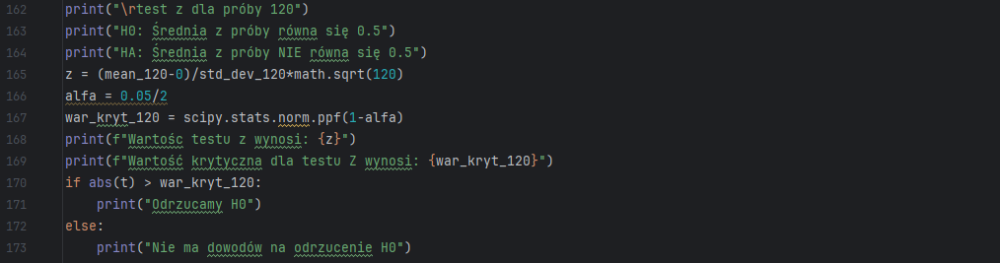 162 print("\rtest z dla próby 120")
163 print("H0: Średnia z próby równa się 0.5")
164 print("HA: Średnia z próby NIE równa się 0.5")
165 z = (mean_120-0)/std_dev_120*math.sqrt(120)
166 alfa = 0.05/2
167 war_kryt_120 = scipy.stats.norm.ppf(1-alfa)
168 print(f"Wartośc testu z wynosi: {z}")
169 print(f"Wartość krytyczna dla testu Z wynosi: {war_kryt_120}")
170 if abs(t) > war_kryt_120:
171 print("Odrzucamy H0")
172 else:
173 print("Nie ma dowodów na odrzucenie H0")